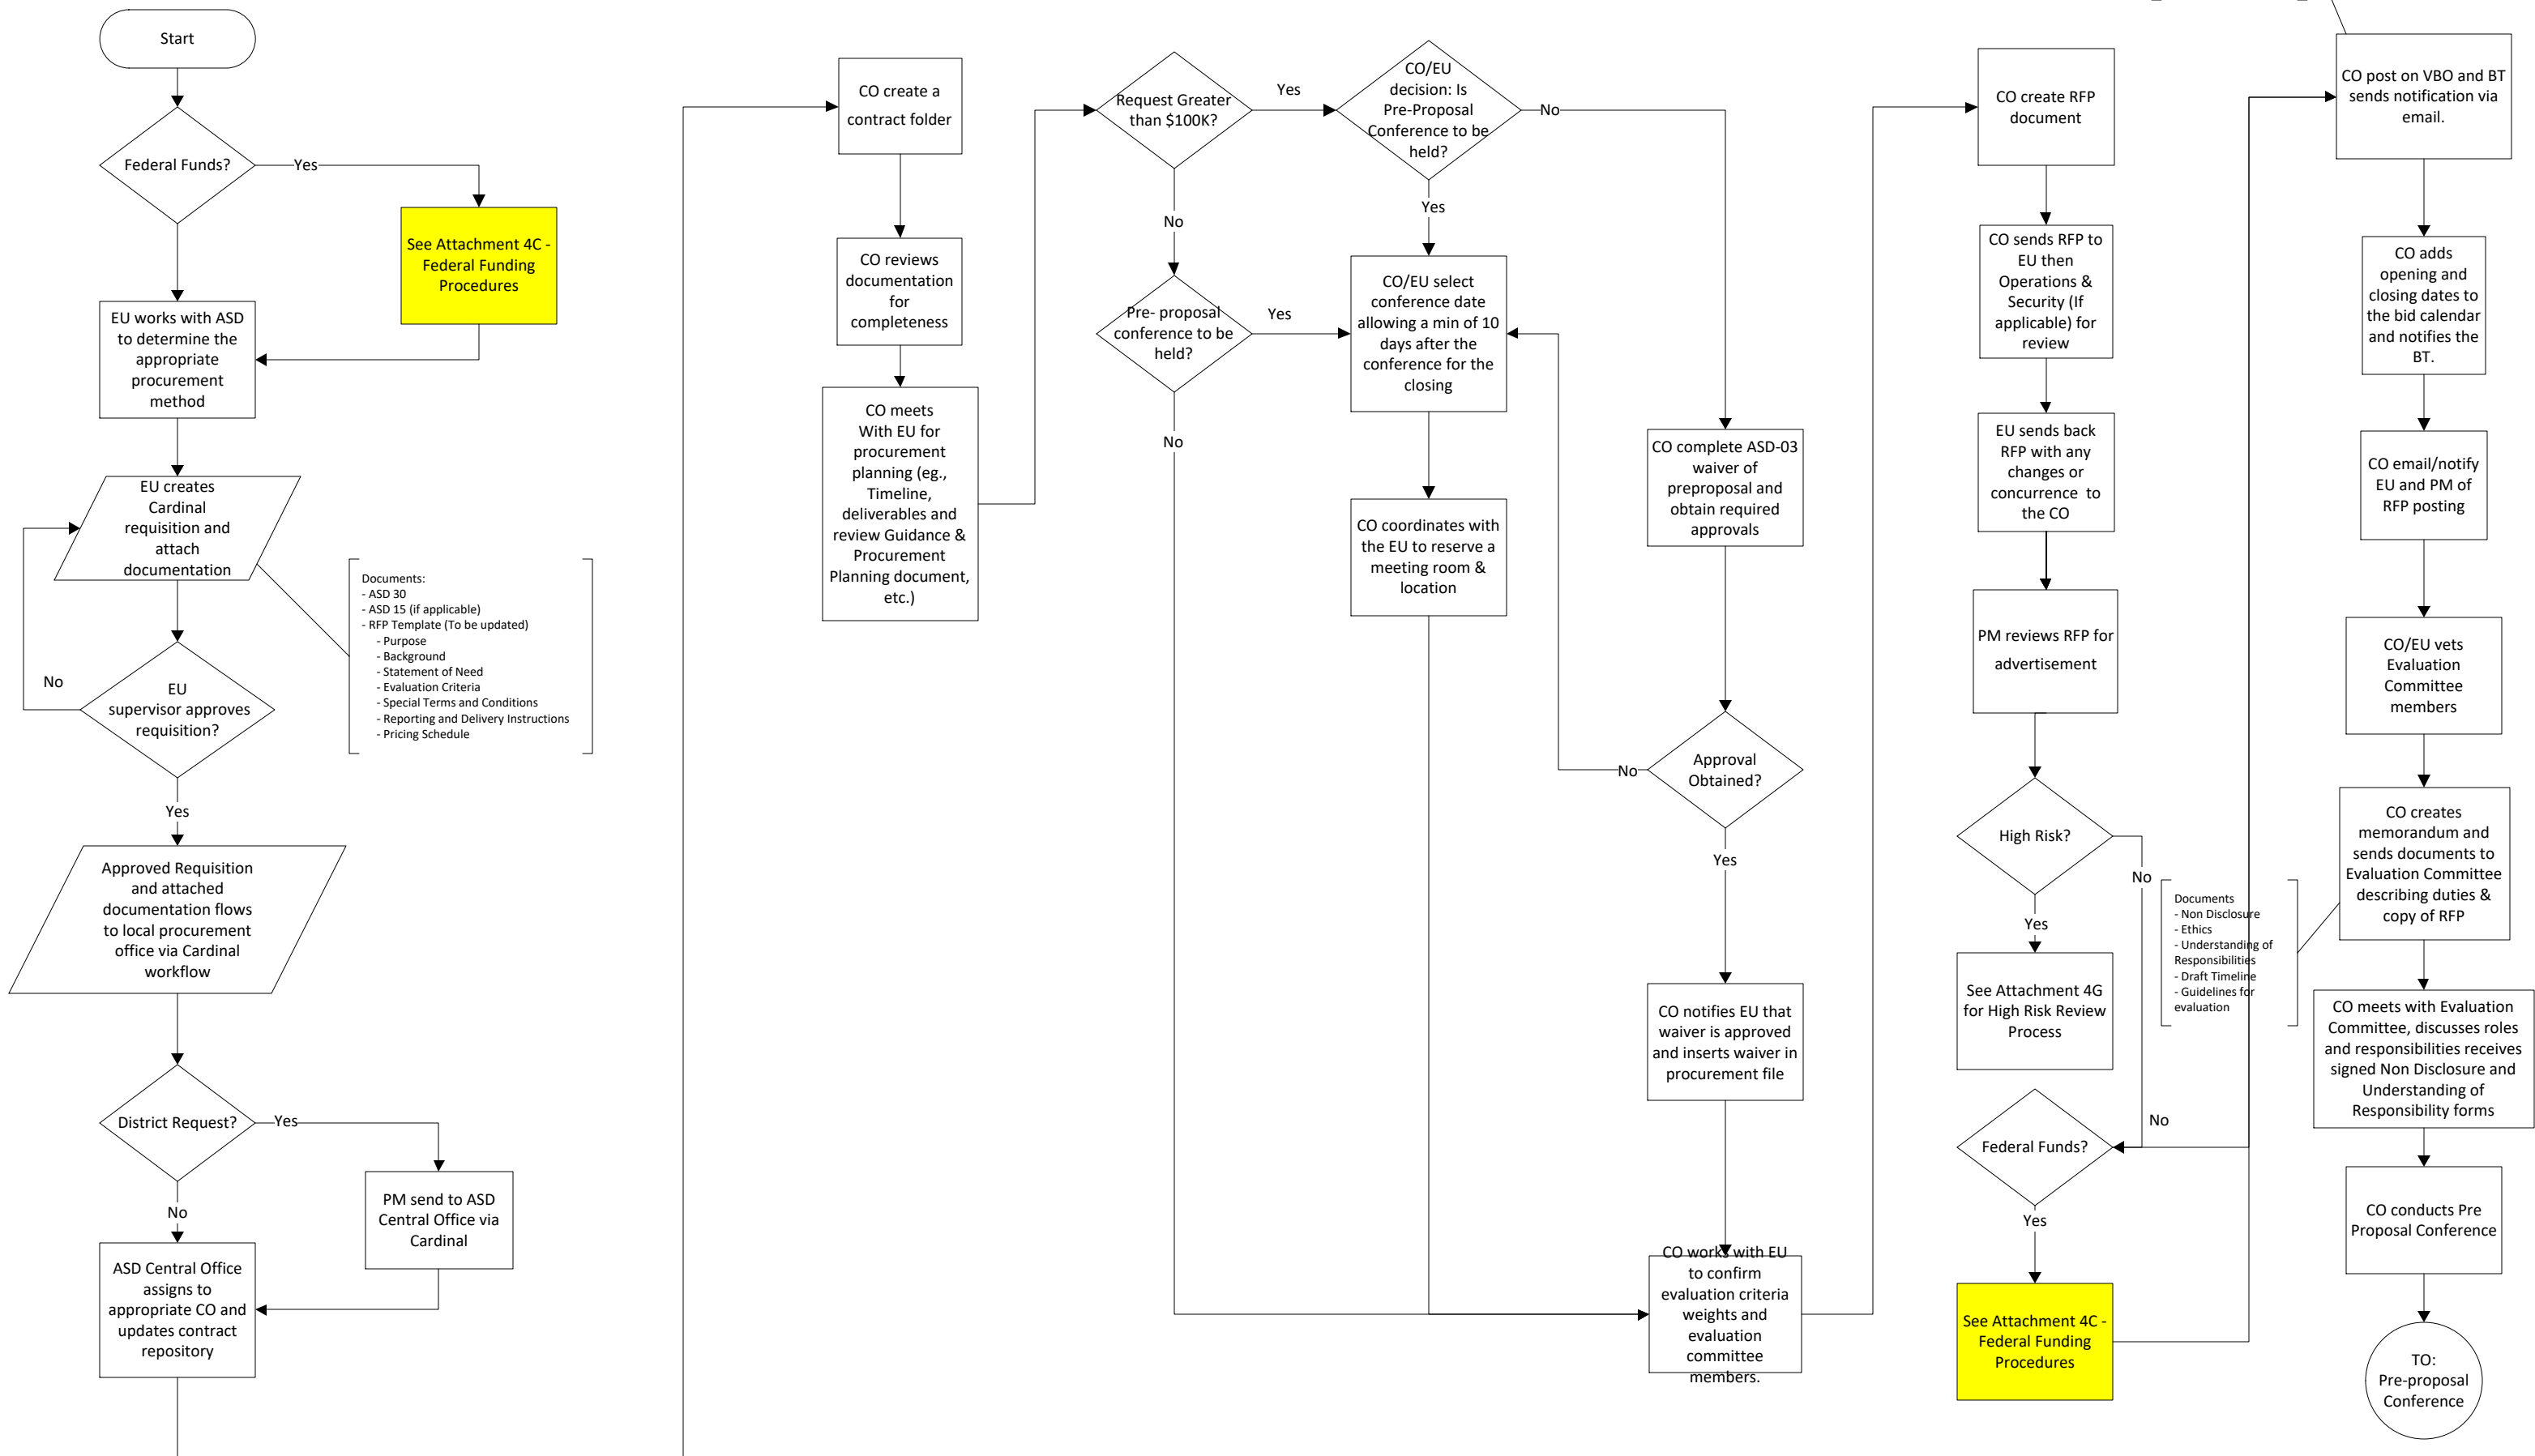 Start
Federal Funds?
Yes
See Attachment 4C -
Federal Funding
Procedures
EU works with ASD
to determine the
appropriate
procurement
method
EU creates
Cardinal
requisition and
attach
documentation
Documents:
- ASD 30
- ASD 15 (if applicable)
- RFP Template (To be updated)
- Purpose
- Background
- Statement of Need
- Evaluation Criteria
- Special Terms and Conditions
- Reporting and Delivery Instructions
- Pricing Schedule
No
EU
supervisor approves
requisition?
Yes
Approved Requisition
and attached
documentation flows
to local procurement
office via Cardinal
workflow
District Request?
Yes
PM send to ASD
Central Office via
Cardinal
No
ASD Central Office
assigns to
appropriate CO and
updates contract
repository
CO create a
contract folder
CO reviews
documentation
for
completeness
CO meets
With EU for
procurement
planning (eg.,
Timeline,
deliverables and
review Guidance &
Procurement
Planning document,
etc.)
Request Greater
than $100K?
Yes
No
Pre- proposal
conference to be
held?
Yes
No
CO/EU
decision: Is
Pre-Proposal
Conference to be
held?
No
Yes
CO/EU select
conference date
allowing a min of 10
days after the
conference for the
closing
CO coordinates with
the EU to reserve a
meeting room &
location
CO complete ASD-03
waiver of
preproposal and
obtain required
approvals
Approval
Obtained?
No
Yes
CO notifies EU that
waiver is approved
and inserts waiver in
procurement file
CO works with EU
to confirm
evaluation criteria
weights and
evaluation
committee
members.
CO create RFP
document
CO sends RFP to
EU then
Operations &
Security (If
applicable) for
review
EU sends back
RFP with any
changes or
concurrence to
the CO
PM reviews RFP for
advertisement
High Risk?
No
Yes
See Attachment 4G
for High Risk Review
Process
Federal Funds?
No
Yes
See Attachment 4C -
Federal Funding
Procedures
CO post on VBO and BT
sends notification via
email.
CO adds
opening and
closing dates to
the bid calendar
and notifies the
BT.
CO email/notify
EU and PM of
RFP posting
CO/EU vets
Evaluation
Committee
members
CO creates
memorandum and
sends documents to
Evaluation Committee
describing duties &
copy of RFP
Documents
- Non Disclosure
- Ethics
- Understanding of
Responsibilities
- Draft Timeline
- Guidelines for
evaluation
CO meets with Evaluation
Committee, discusses roles
and responsibilities receives
signed Non Disclosure and
Understanding of
Responsibility forms
CO conducts Pre
Proposal Conference
TO:
Pre-proposal
Conference